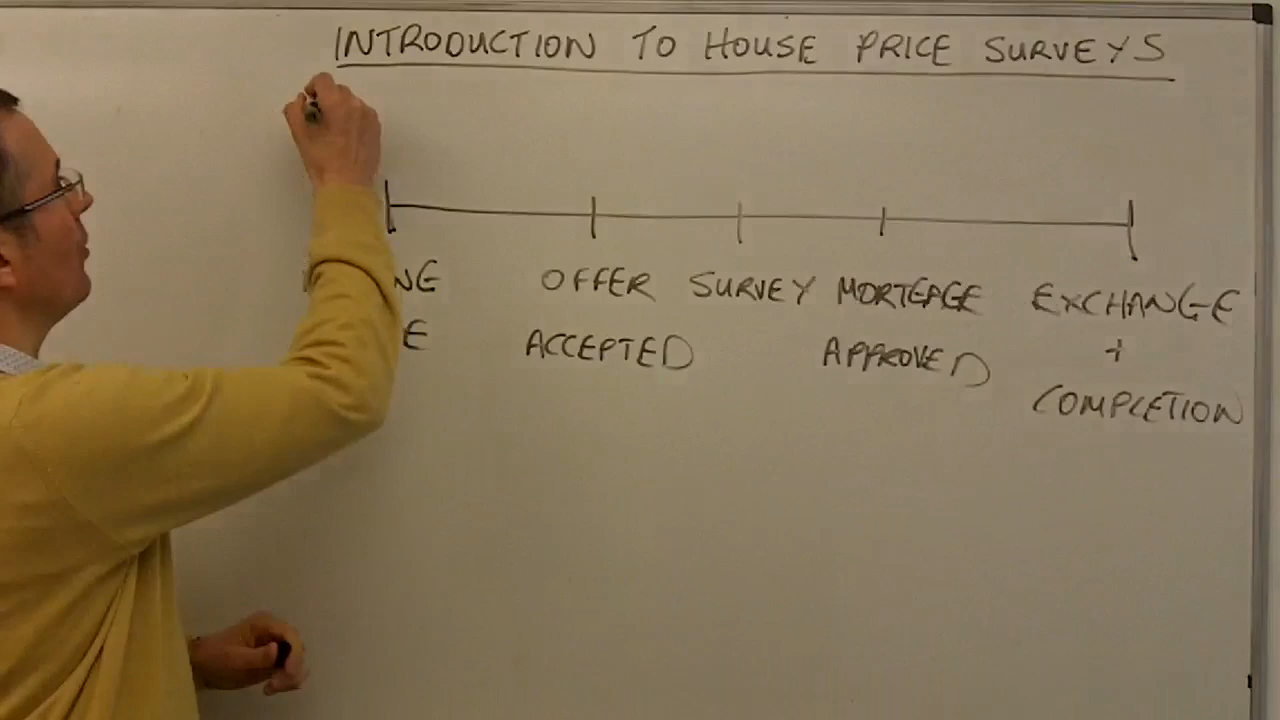 INTRODUCTION TO HOUSE PRICE SURVEYS
OFFER SURVEY MORTGAGE EXCHANGE
ACCEPTED APPROVED +
COMPLETION